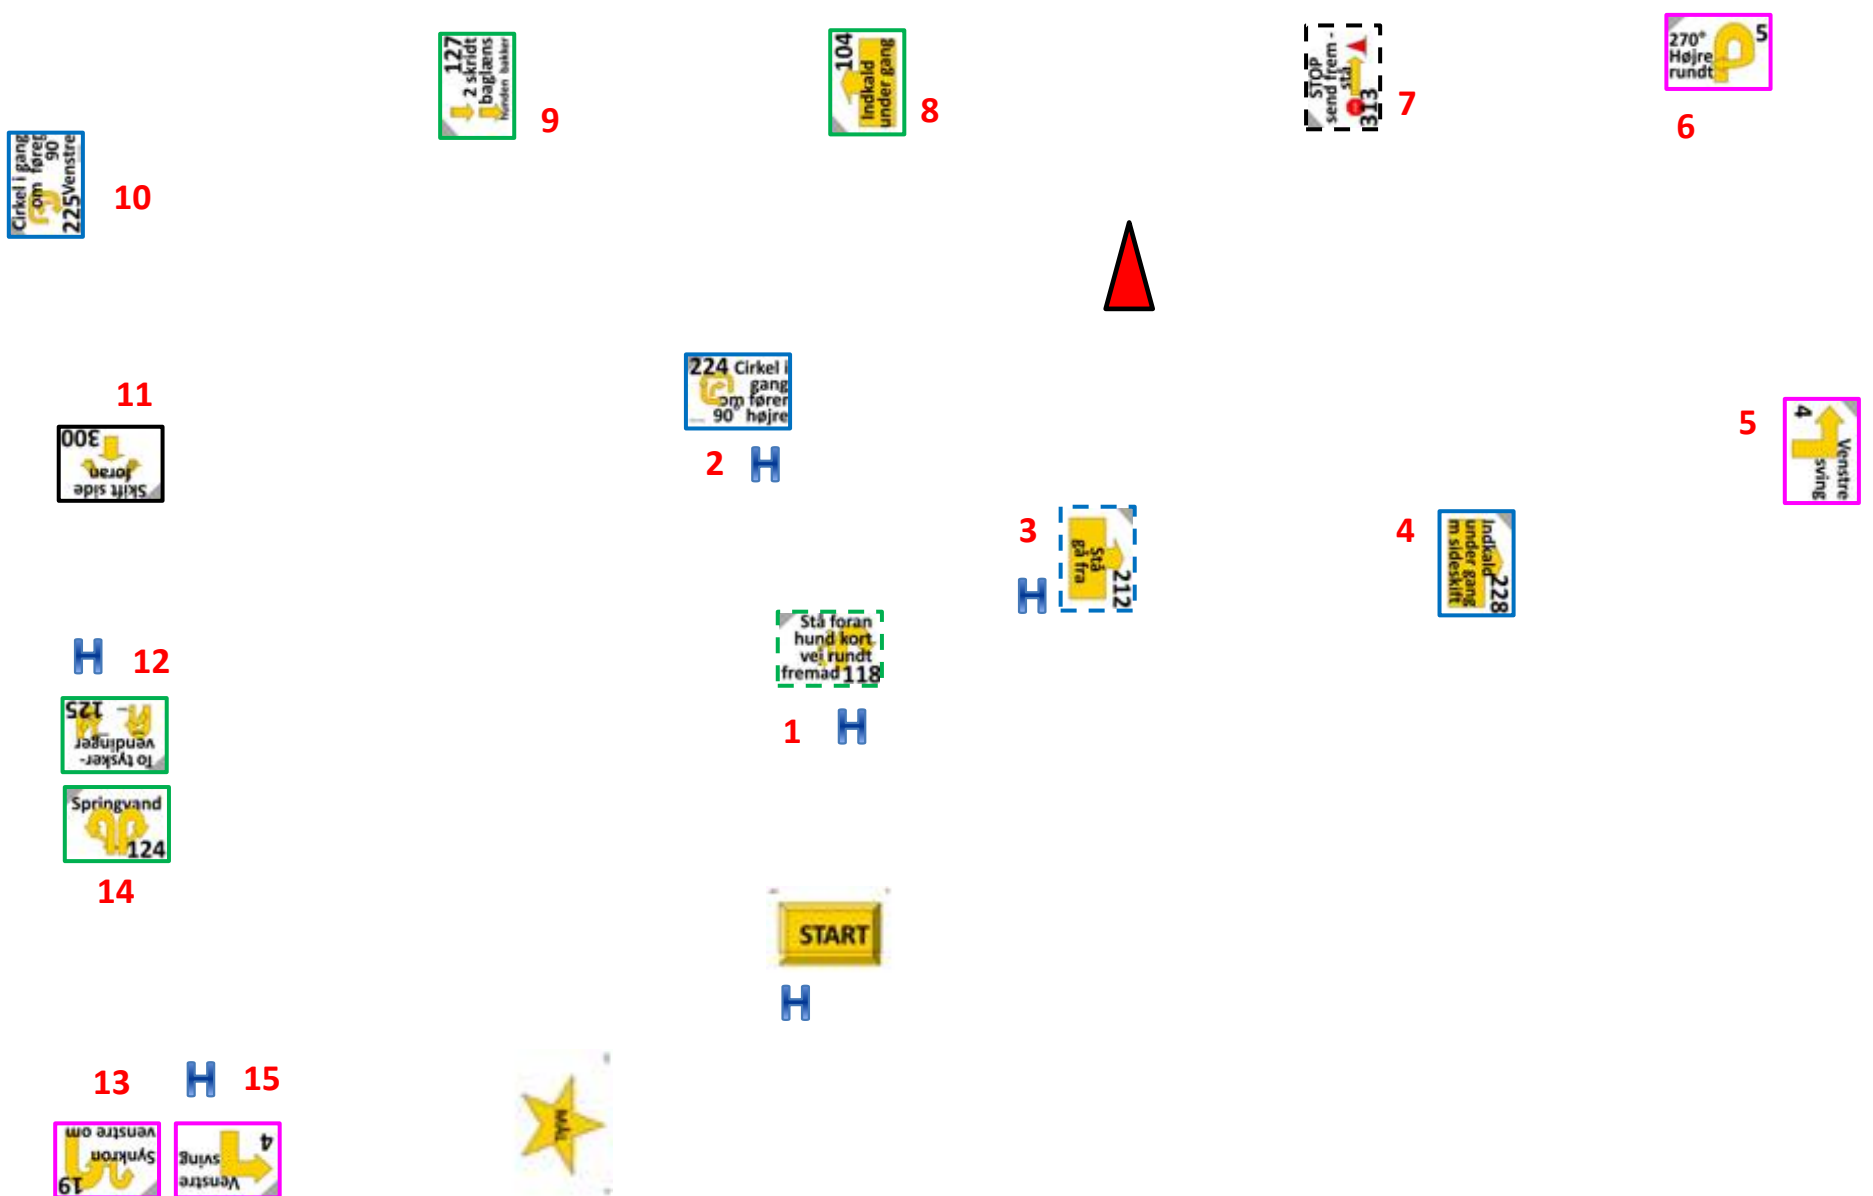 127
2 skridt
baglæns
hunden bakker
9
104
Indkald
under gang
8
STOP
send frem -
stå
313
7
270°
Højre
rundt
5
6
Cirkel i gang
om fører
90°
Venstre
225
10
11
300
Skift side
foran
224 Cirkel i
gang
om fører
90° højre
2
H
5
4
Venstre
sving
3
H
Stå
gå fra
212
4
Indkald
under gang
m sideskift
228
Stå foran
hund kort
vej rundt
fremad 118
1
H
H
12
125
To tysker-
vendinger
Springvand
124
14
START
H
13
H
15
Synkron
venstre om
19
Venstre
sving
4
MÅL